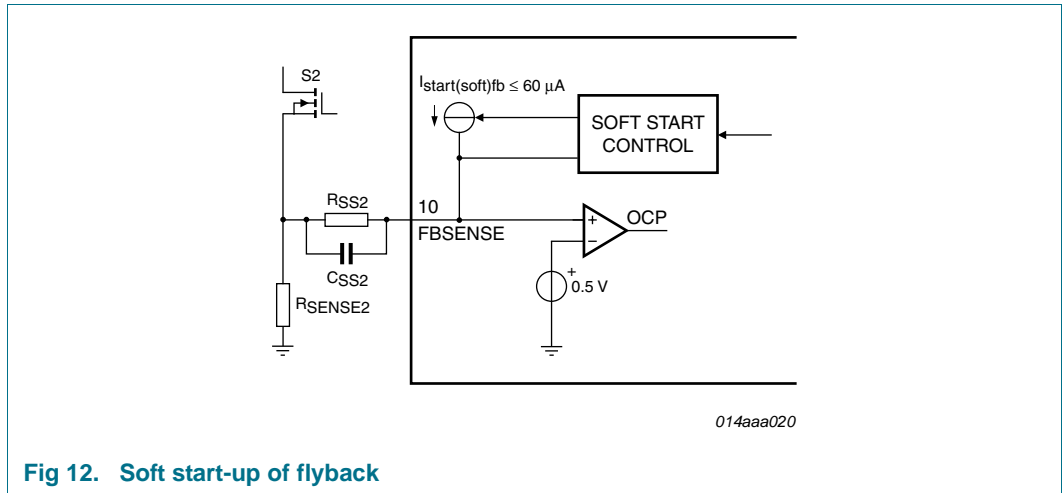 S2
Istart(soft)fb ≤ 60 μA
SOFT START
CONTROL
RSS2
10
FBSENSE
OCP
+
−
CSS2
+
0.5 V
RSENSE2
014aaa020
Fig 12. Soft start-up of flyback